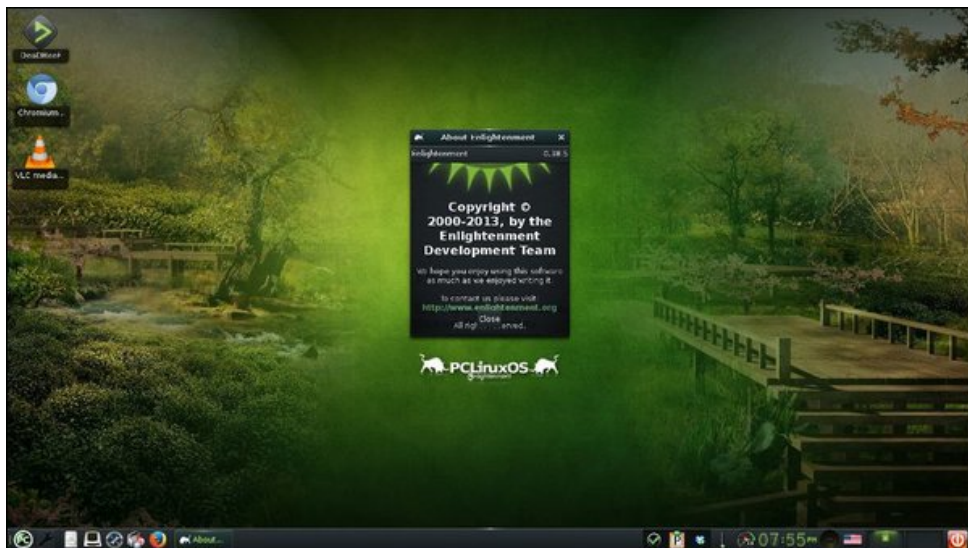 DeaDBeef
Chromium...
VLC media...
About Enlightenment
Enlightenment 0.18.5
Copyright ©
2000-2013, by the
Enlightenment
Development Team
We hope you enjoy using this software
as much as we enjoyed writing it.
To contact us please visit:
http://www.enlightenment.org
Close
PCLinuxOS
Enlightenment
About...
07:55PM